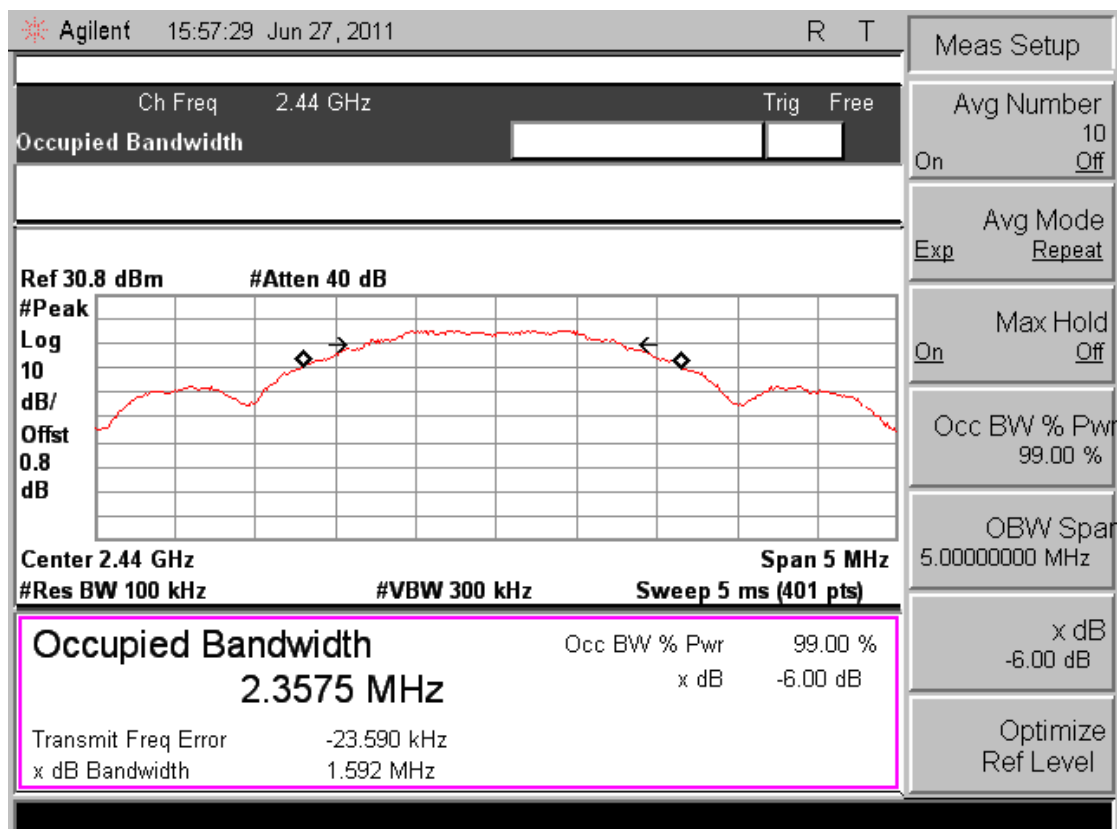 Agilent 15:57:29 Jun 27, 2011 R T
Ch Freq 2.44 GHz Trig Free
Occupied Bandwidth
Ref 30.8 dBm #Atten 40 dB
#Peak
Log
10
dB/
Offst
0.8
dB
Center 2.44 GHz Span 5 MHz
#Res BW 100 kHz #VBW 300 kHz Sweep 5 ms (401 pts)
Occupied Bandwidth
2.3575 MHz
Occ BW % Pwr 99.00 %
x dB -6.00 dB
Transmit Freq Error -23.590 kHz
x dB Bandwidth 1.592 MHz
Meas Setup
Avg Number
10
On Off
Avg Mode
Exp Repeat
Max Hold
On Off
Occ BW % Pwr
99.00 %
OBW Span
5.00000000 MHz
x dB
-6.00 dB
Optimize
Ref Level